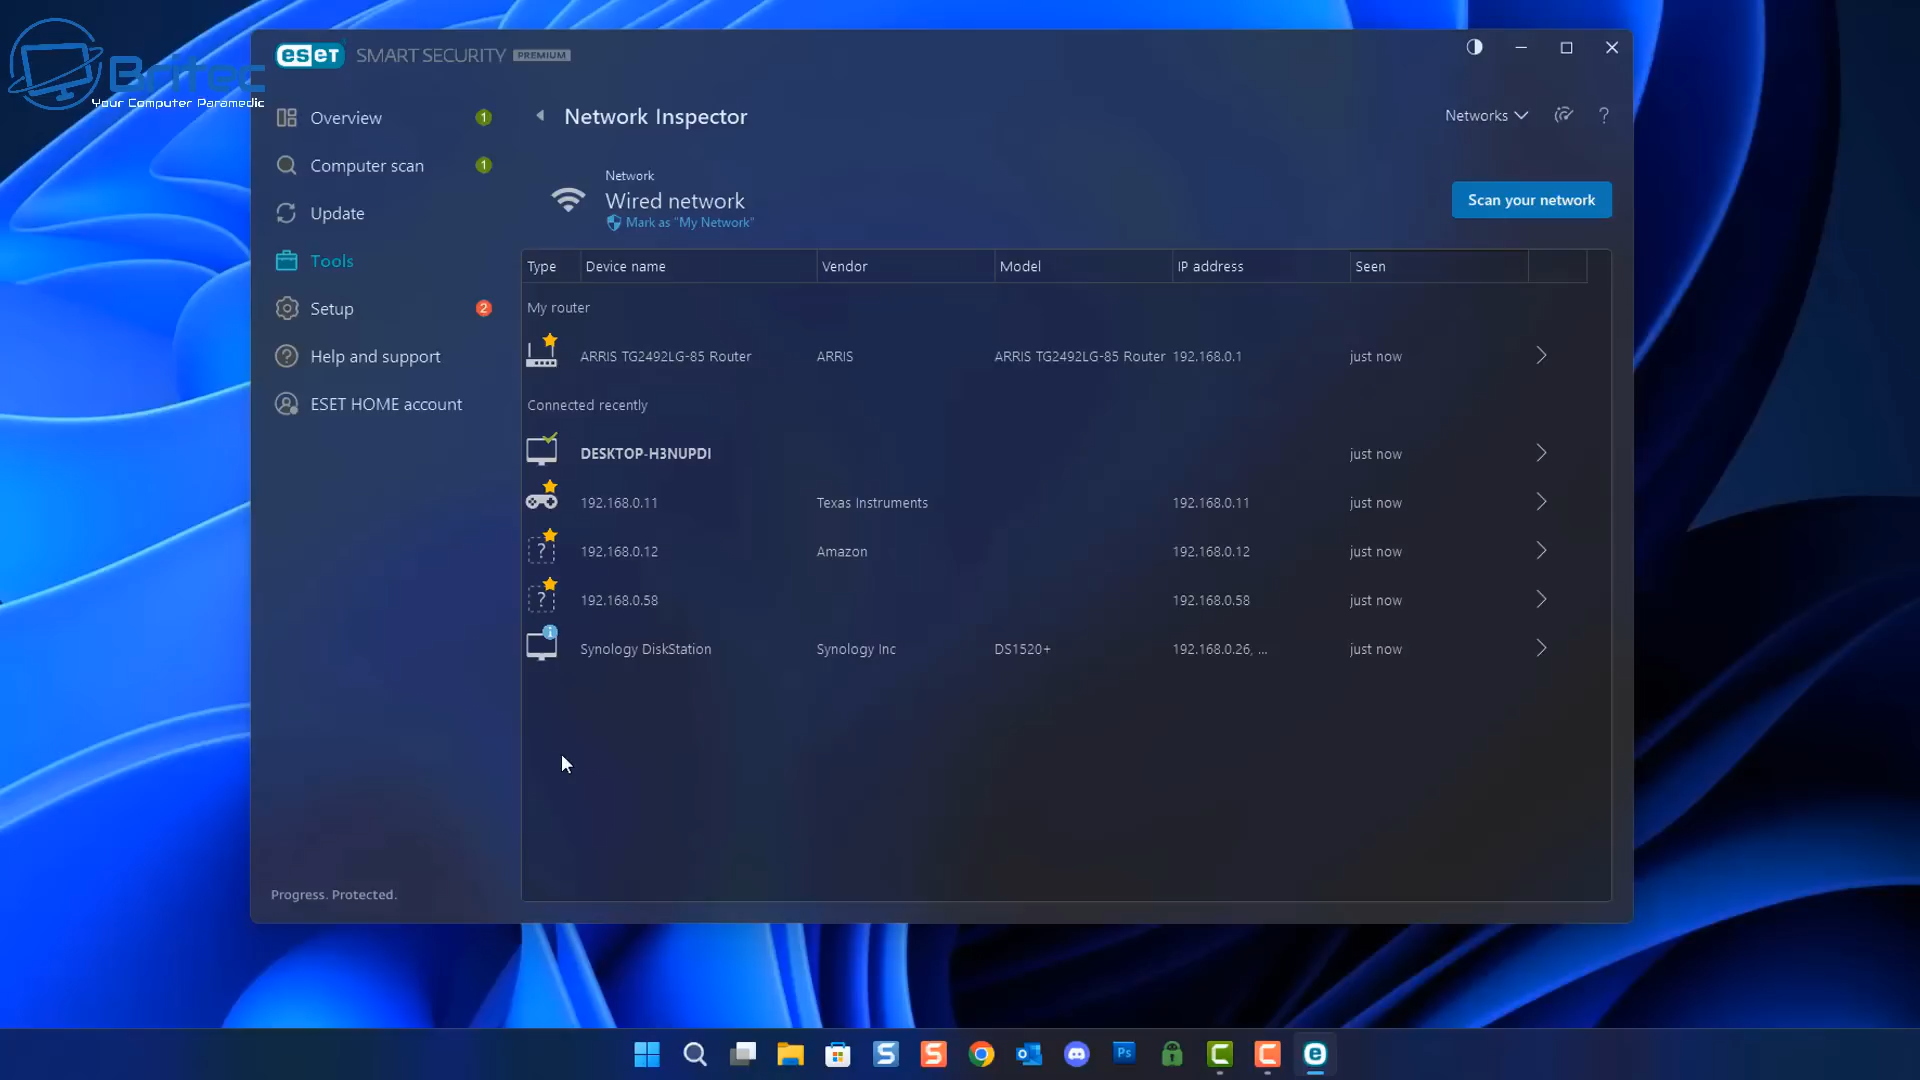 Britec
Your Computer Paramedic
eset SMART SECURITY PREMIUM
Overview 1
Computer scan 1
Update
Tools
Setup 2
Help and support
ESET HOME account
Progress. Protected.
Network Inspector
Networks ?
Network
Wired network
Mark as "My Network"
Scan your network
Type Device name Vendor Model IP address Seen
My router
ARRIS TG2492LG-85 Router ARRIS ARRIS TG2492LG-85 Router 192.168.0.1 just now
Connected recently
DESKTOP-H3NUPDI just now
192.168.0.11 Texas Instruments 192.168.0.11 just now
? 192.168.0.12 Amazon 192.168.0.12 just now
? 192.168.0.58 192.168.0.58 just now
Synology DiskStation Synology Inc DS1520+ 192.168.0.26, ... just now
S S Ps C C e